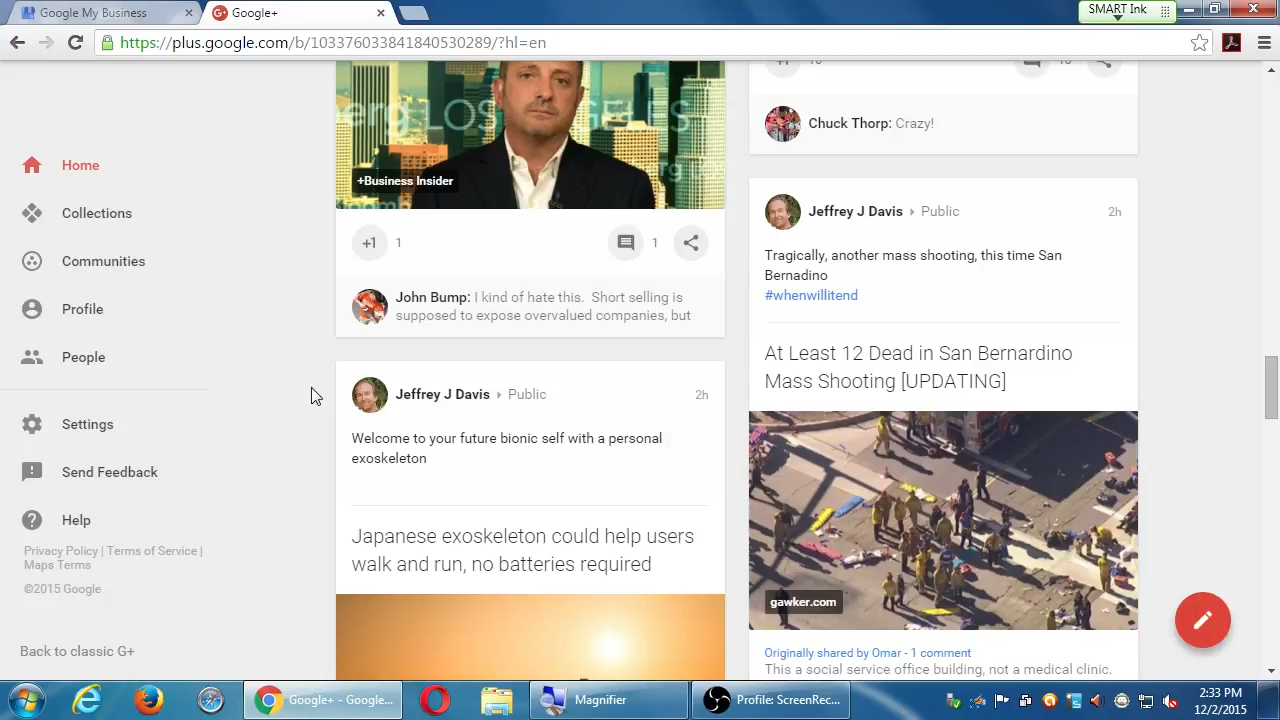 Google My Business
Google+
SMART Ink
https://plus.google.com/b/103376033841840530289/?hl=en
Home
Collections
Communities
Profile
People
Settings
Send Feedback
Help
Privacy Policy | Terms of Service |
Maps Terms
©2015 Google
Back to classic G+
LOS ANGELES
+Business Insider
+1 1
1
John Bump: I kind of hate this. Short selling is
supposed to expose overvalued companies, but
Jeffrey J Davis Public
2h
Welcome to your future bionic self with a personal
exoskeleton
Japanese exoskeleton could help users
walk and run, no batteries required
Chuck Thorp: Crazy!
Jeffrey J Davis Public
2h
Tragically, another mass shooting, this time San
Bernadino
#whenwillitend
At Least 12 Dead in San Bernardino
Mass Shooting [UPDATING]
gawker.com
Originally shared by Omar - 1 comment
This a social service office building, not a medical clinic.
Google+ - Google...
Magnifier
Profile: ScreenRec...
2:33 PM
12/2/2015